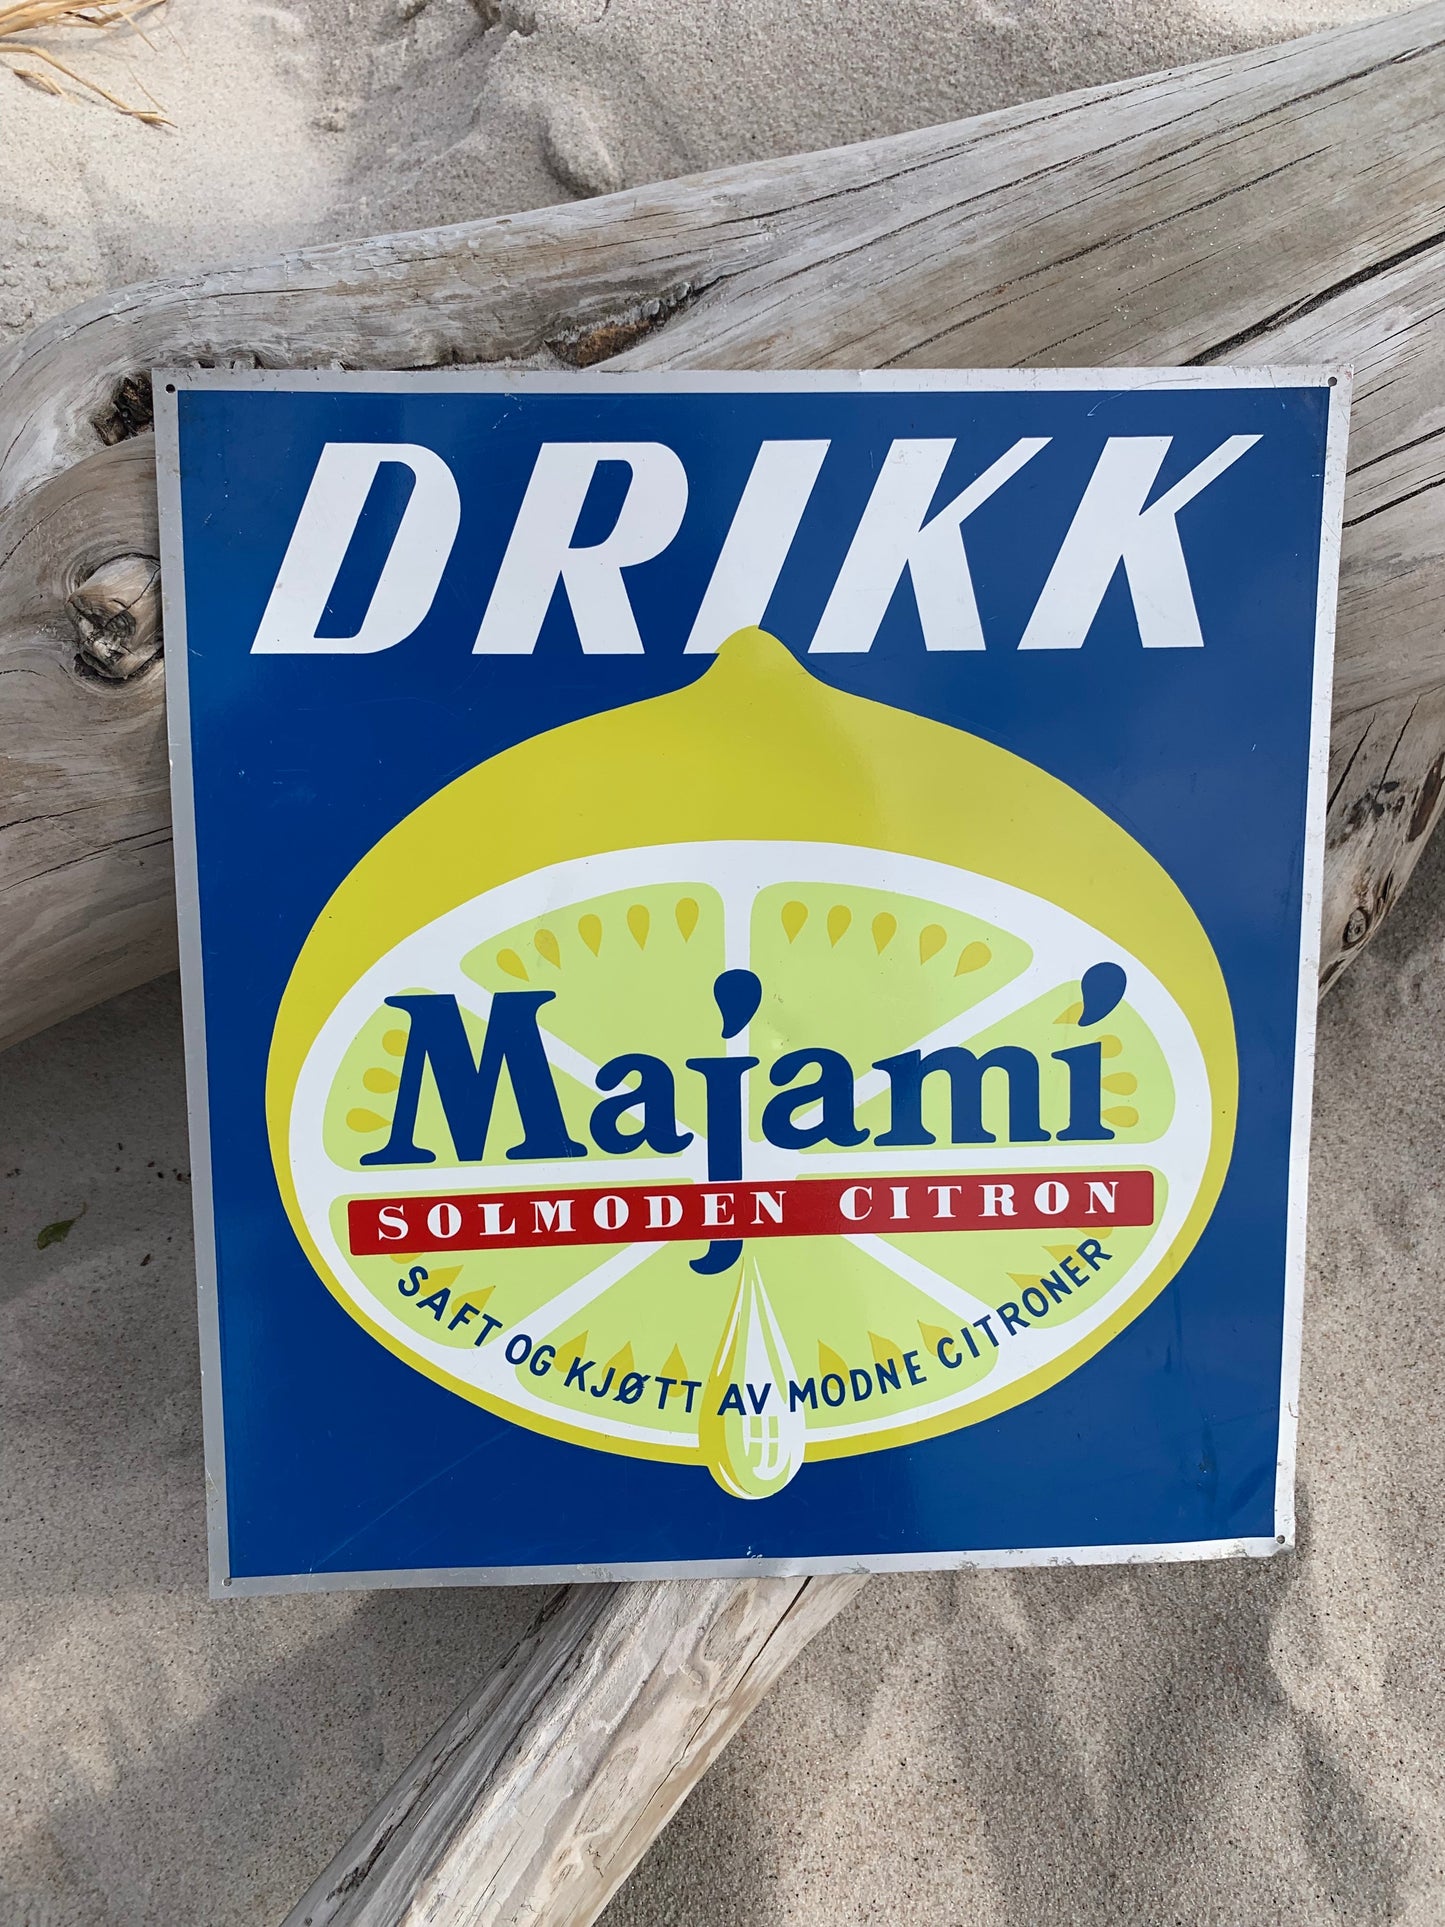 DRIKK
Majami
SOLMODEN CITRON
SAFT OG KJØTT AV MODNE CITRONER